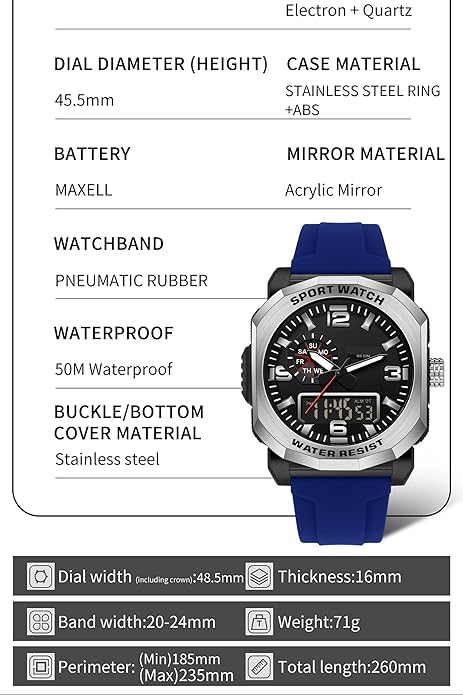 Electron + Quartz
DIAL DIAMETER (HEIGHT)
45.5mm
CASE MATERIAL
STAINLESS STEEL RING
+ABS
BATTERY
MAXELL
MIRROR MATERIAL
Acrylic Mirror
WATCHBAND
PNEUMATIC RUBBER
WATERPROOF
50M Waterproof
BUCKLE/BOTTOM
COVER MATERIAL
Stainless steel
SPORT WATCH
12
SU
SA MO
FR
TH WE
9
3
11:45 53
6
WATER RESIST
Dial width (including crown):48.5mm
Thickness:16mm
Band width:20-24mm
Weight:71g
Perimeter: (Min)185mm
(Max)235mm
Total length:260mm